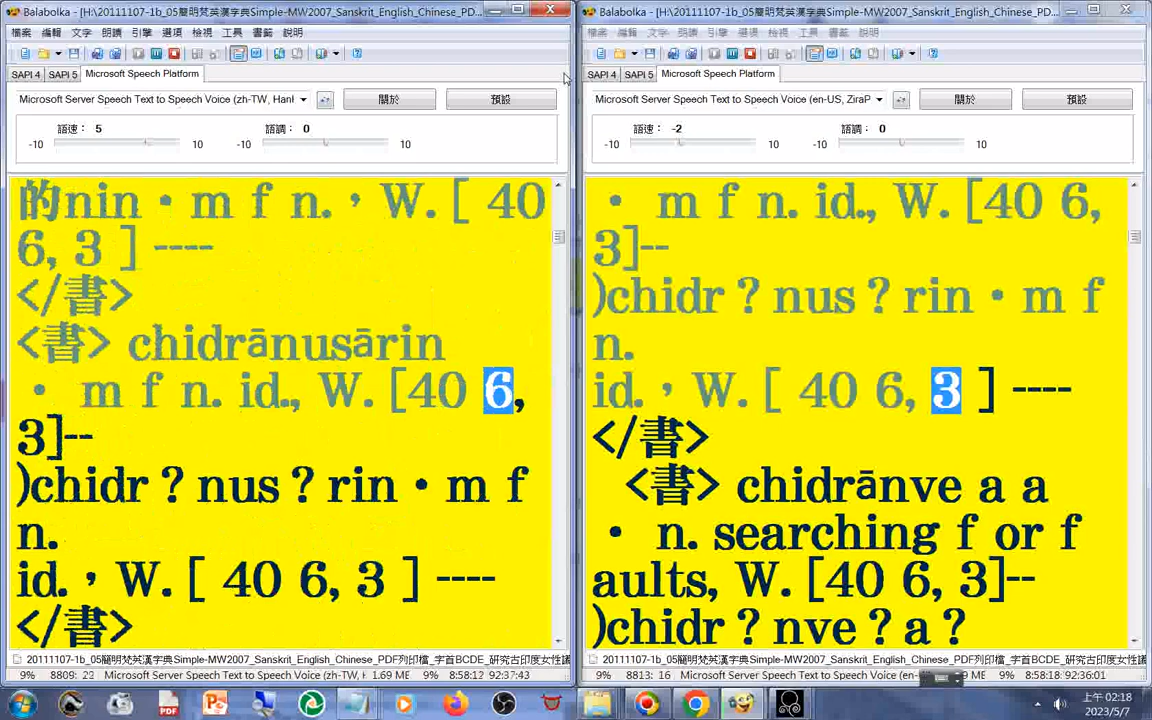 Balabolka - [H:\20111107-1b_05簡明梵英漢字典Simple-MW2007_Sanskrit_English_Chinese_PD...
檔案 編輯 文字 朗讀 引擎 選項 檢視 工具 書籤 說明
SAPI 4 SAPI 5 Microsoft Speech Platform
Microsoft Server Speech Text to Speech Voice (zh-TW, Hanl
關於
預設
語速： 5
語調： 0
-10 10 -10 10
的nin・m f n.，W. [ 40
6, 3 ] ----
</書>
<書> chidrānusārin
・ m f n. id., W. [40 6,
3]--
)chidr ? nus ? rin・m f
n.
id.，W. [ 40 6, 3 ] ----
</書>
20111107-1b_05簡明梵英漢字典Simple-MW2007_Sanskrit_English_Chinese_PDF列印檔_字首BCDE_研究古印度女性議
9% 8809: 22 Microsoft Server Speech Text to Speech Voice (zh-TW, H 1.69 ME 9% 8:58:12 92:37:43
Balabolka - [H:\20111107-1b_05簡明梵英漢字典Simple-MW2007_Sanskrit_English_Chinese_PD...
檔案 編輯 文字 朗讀 引擎 選項 檢視 工具 書籤 說明
SAPI 4 SAPI 5 Microsoft Speech Platform
Microsoft Server Speech Text to Speech Voice (en-US, ZiraP
關於
預設
語速： -2
語調： 0
-10 10 -10 10
・ m f n. id., W. [40 6,
3]--
)chidr ? nus ? rin・m f
n.
id.，W. [ 40 6, 3 ] ----
</書>
<書> chidrānve a a
・ n. searching f or f
aults, W. [40 6, 3]--
)chidr ? nve ? a ?
20111107-1b_05簡明梵英漢字典Simple-MW2007_Sanskrit_English_Chinese_PDF列印檔_字首BCDE_研究古印度女性議
9% 8813: 16 Microsoft Server Speech Text to Speech Voice (en-U 9 ME 9% 8:58:18 92:36:01
PDF
上午 02:18
2023/5/7